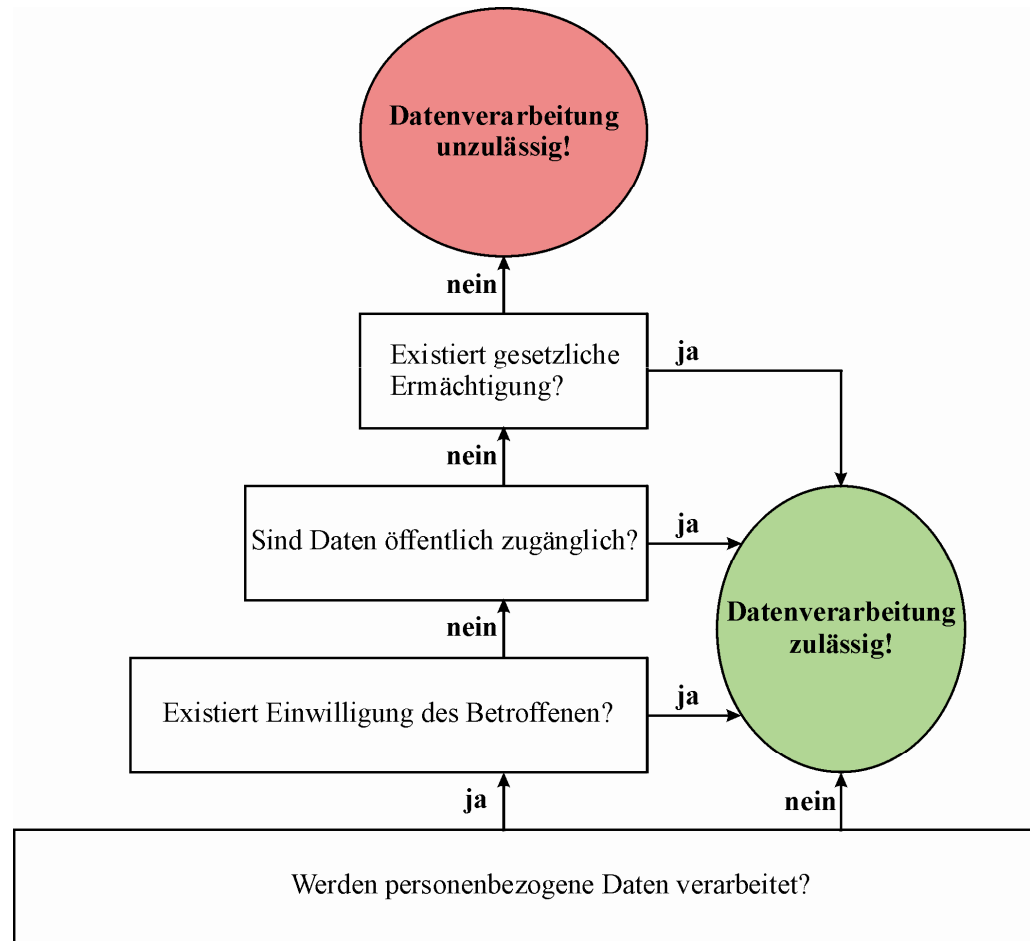 Datenverarbeitung
unzulässig!
nein
Existiert gesetzliche
Ermächtigung?
ja
nein
Sind Daten öffentlich zugänglich?
ja
Datenverarbeitung
zulässig!
nein
Existiert Einwilligung des Betroffenen?
ja
ja
nein
Werden personenbezogene Daten verarbeitet?